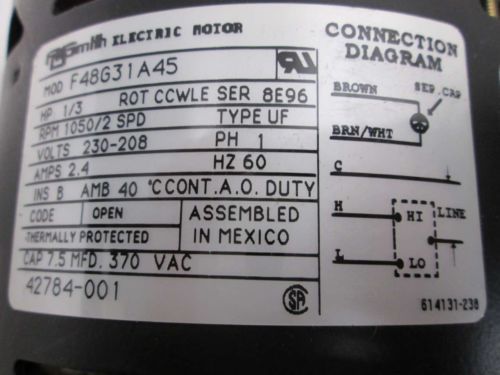 AO Smith ELECTRIC MOTOR
MOD F48G31A45
HP 1/3 ROT CCWLE SER 8E96
RPM 1050/2 SPD TYPE UF
VOLTS 230-208 PH 1
AMPS 2.4 HZ 60
INS B AMB 40 °C CONT.A.O. DUTY
CODE OPEN ASSEMBLED
THERMALLY PROTECTED IN MEXICO
CAP 7.5 MFD. 370 VAC
42784-001
CONNECTION
DIAGRAM
BROWN SEP.CAP
BRN/WHT
C
H HI LINE
L LO
614131-238